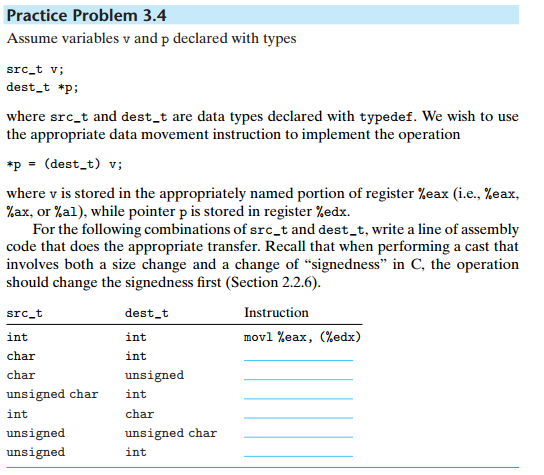 Practice Problem 3.4
Assume variables v and p declared with types
src_t v;
dest_t *p;
where src_t and dest_t are data types declared with typedef. We wish to use
the appropriate data movement instruction to implement the operation
*p = (dest_t) v;
where v is stored in the appropriately named portion of register %eax (i.e., %eax,
%ax, or %al), while pointer p is stored in register %edx.
For the following combinations of src_t and dest_t, write a line of assembly
code that does the appropriate transfer. Recall that when performing a cast that
involves both a size change and a change of “signedness” in C, the operation
should change the signedness first (Section 2.2.6).
src_t dest_t Instruction
int int movl %eax, (%edx)
char int
char unsigned
unsigned char int
int char
unsigned unsigned char
unsigned int